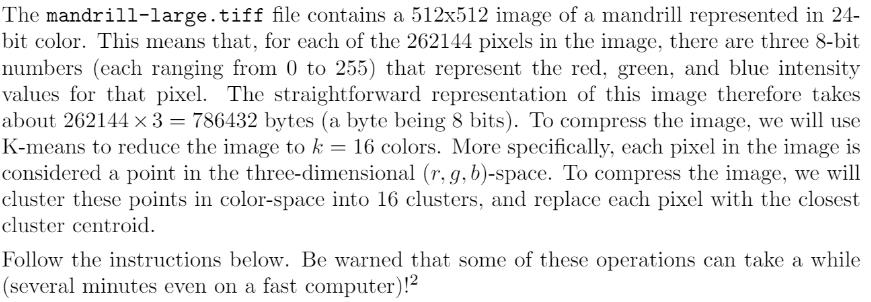 The mandrill-large.tiff file contains a 512x512 image of a mandrill represented in 24-
bit color. This means that, for each of the 262144 pixels in the image, there are three 8-bit
numbers (each ranging from 0 to 255) that represent the red, green, and blue intensity
values for that pixel. The straightforward representation of this image therefore takes
about 262144 × 3 = 786432 bytes (a byte being 8 bits). To compress the image, we will use
K-means to reduce the image to k = 16 colors. More specifically, each pixel in the image is
considered a point in the three-dimensional (r, g, b)-space. To compress the image, we will
cluster these points in color-space into 16 clusters, and replace each pixel with the closest
cluster centroid.
Follow the instructions below. Be warned that some of these operations can take a while
(several minutes even on a fast computer)!²